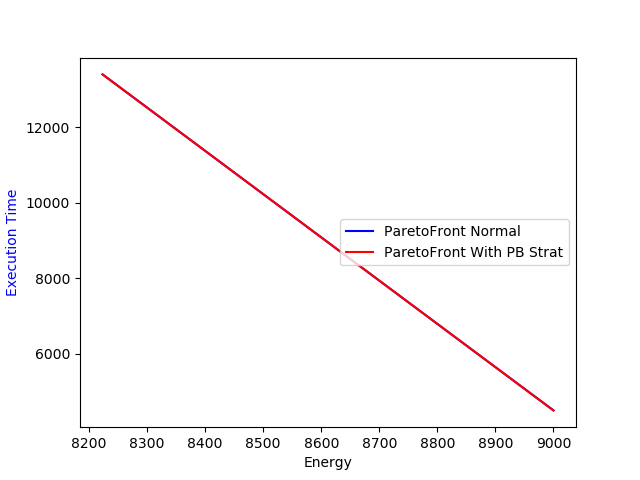 12000
10000
8000
6000
Execution Time
ParetoFront Normal
ParetoFront With PB Strat
8200 8300 8400 8500 8600 8700 8800 8900 9000
Energy